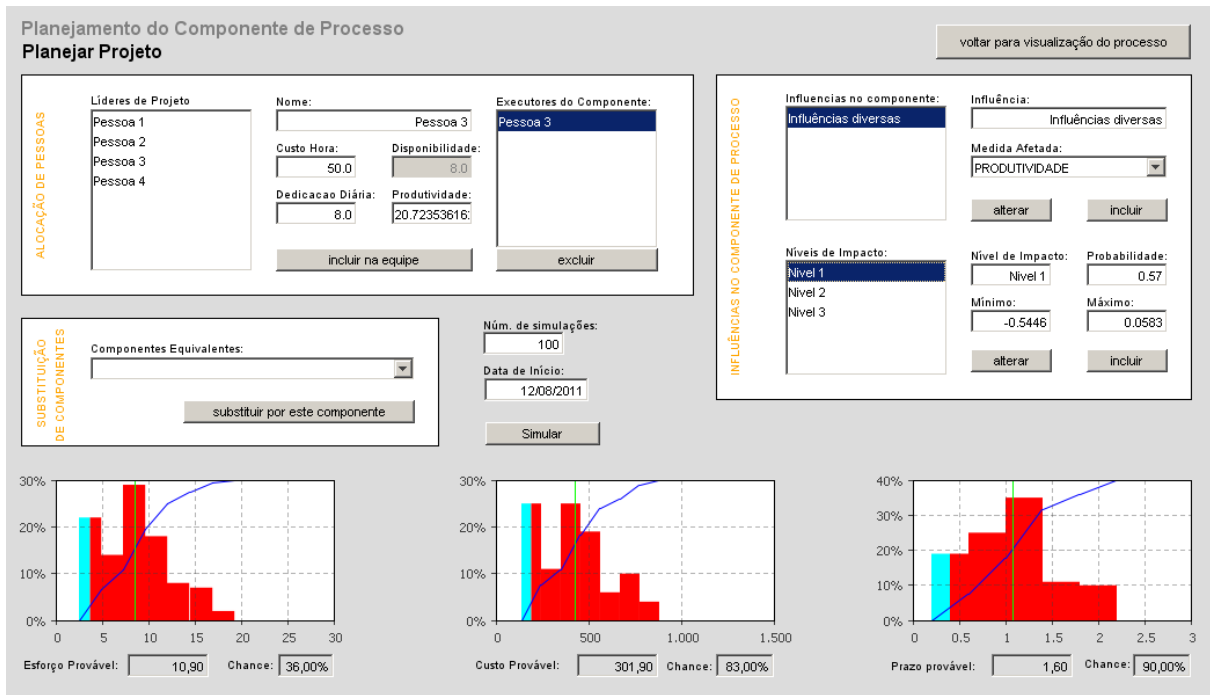 Planejamento do Componente de Processo
Planejar Projeto
voltar para visualização do processo
ALOCAÇÃO DE PESSOAS
Líderes de Projeto
Pessoa 1
Pessoa 2
Pessoa 3
Pessoa 4
Nome:
Pessoa 3
Custo Hora: Disponibilidade:
50.0 8.0
Dedicacao Diária: Produtividade:
8.0 20.72353616
incluir na equipe
Executores do Componente:
Pessoa 3
excluir
INFLUÊNCIAS NO COMPONENTE DE PROCESSO
Influencias no componente:
Influências diversas
Influência:
Influências diversas
Medida Afetada:
PRODUTIVIDADE
alterar incluir
Níveis de Impacto:
Nivel 1
Nivel 2
Nivel 3
Nível de Impacto: Probabilidade:
Nivel 1 0.57
Mínimo: Máximo:
-0.5446 0.0583
alterar incluir
SUBSTITUIÇÃO
DE COMPONENTES
Componentes Equivalentes:
substituir por este componente
Núm. de simulações:
100
Data de Início:
12/08/2011
Simular
30%
20%
10%
0%
0 5 10 15 20 25 30
Esforço Provável: 10,90 Chance: 36,00%
30%
20%
10%
0%
0 500 1.000 1.500
Custo Provável: 301,90 Chance: 83,00%
40%
30%
20%
10%
0%
0 0.5 1 1.5 2 2.5 3
Prazo provável: 1,60 Chance: 90,00%